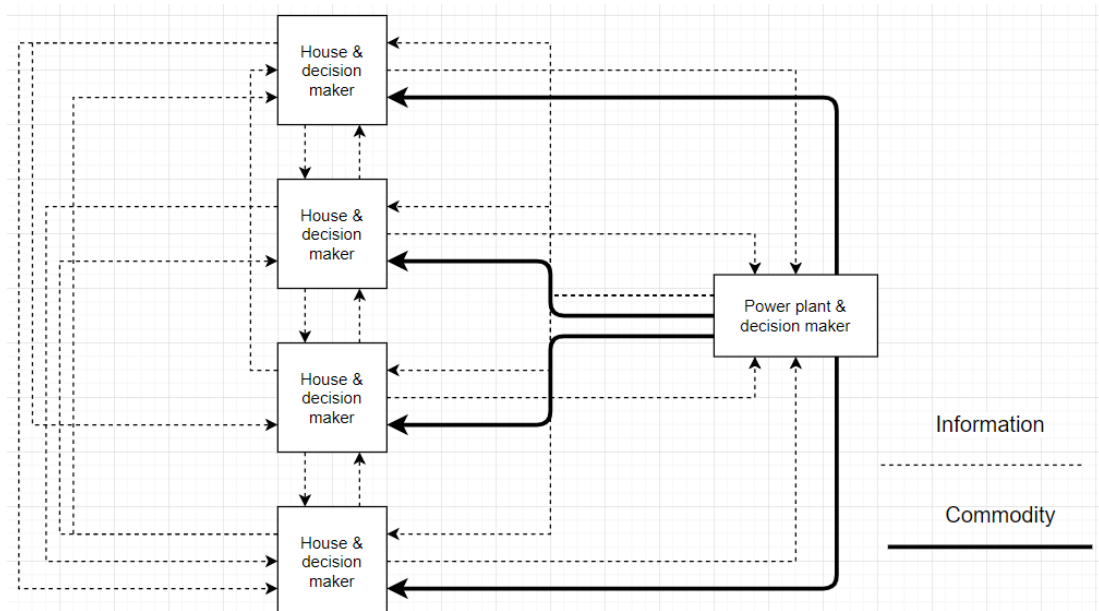 House &
decision
maker
House &
decision
maker
Power plant &
decision maker
House &
decision
maker
Information
Commodity
House &
decision
maker